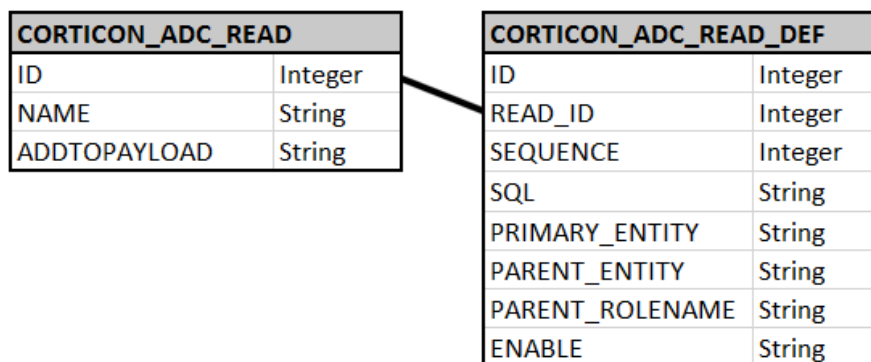 CORTICON_ADC_READ
ID Integer
NAME String
ADDTOPAYLOAD String
CORTICON_ADC_READ_DEF
ID Integer
READ_ID Integer
SEQUENCE Integer
SQL String
PRIMARY_ENTITY String
PARENT_ENTITY String
PARENT_ROLENAME String
ENABLE String